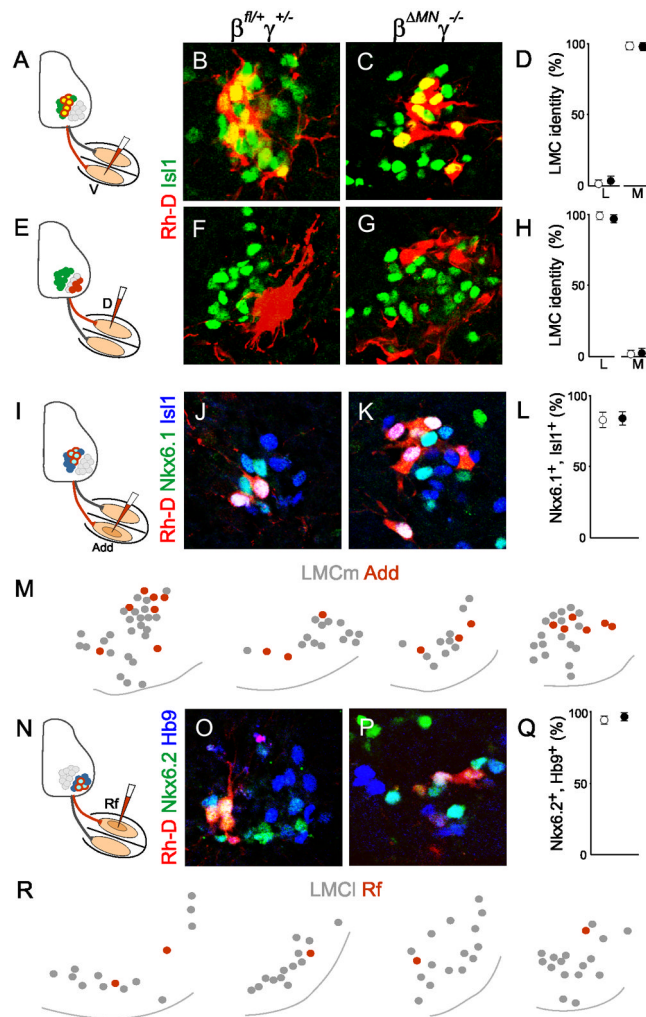 β fl/+ γ +/- β ΔMN γ -/-
A B C D
Rh-D Isl1
V
LMC identity (%)
100
50
0
L M
E F G H
D
LMC identity (%)
100
50
0
L M
I J K L
Rh-D Nkx6.1 Isl1
Add
Nkx6.1+, Isl1+ (%)
100
50
0
M
LMCm Add
N O P Q
Rh-D Nkx6.2 Hb9
Rf
Nkx6.2+, Hb9+ (%)
100
50
0
R
LMCl Rf